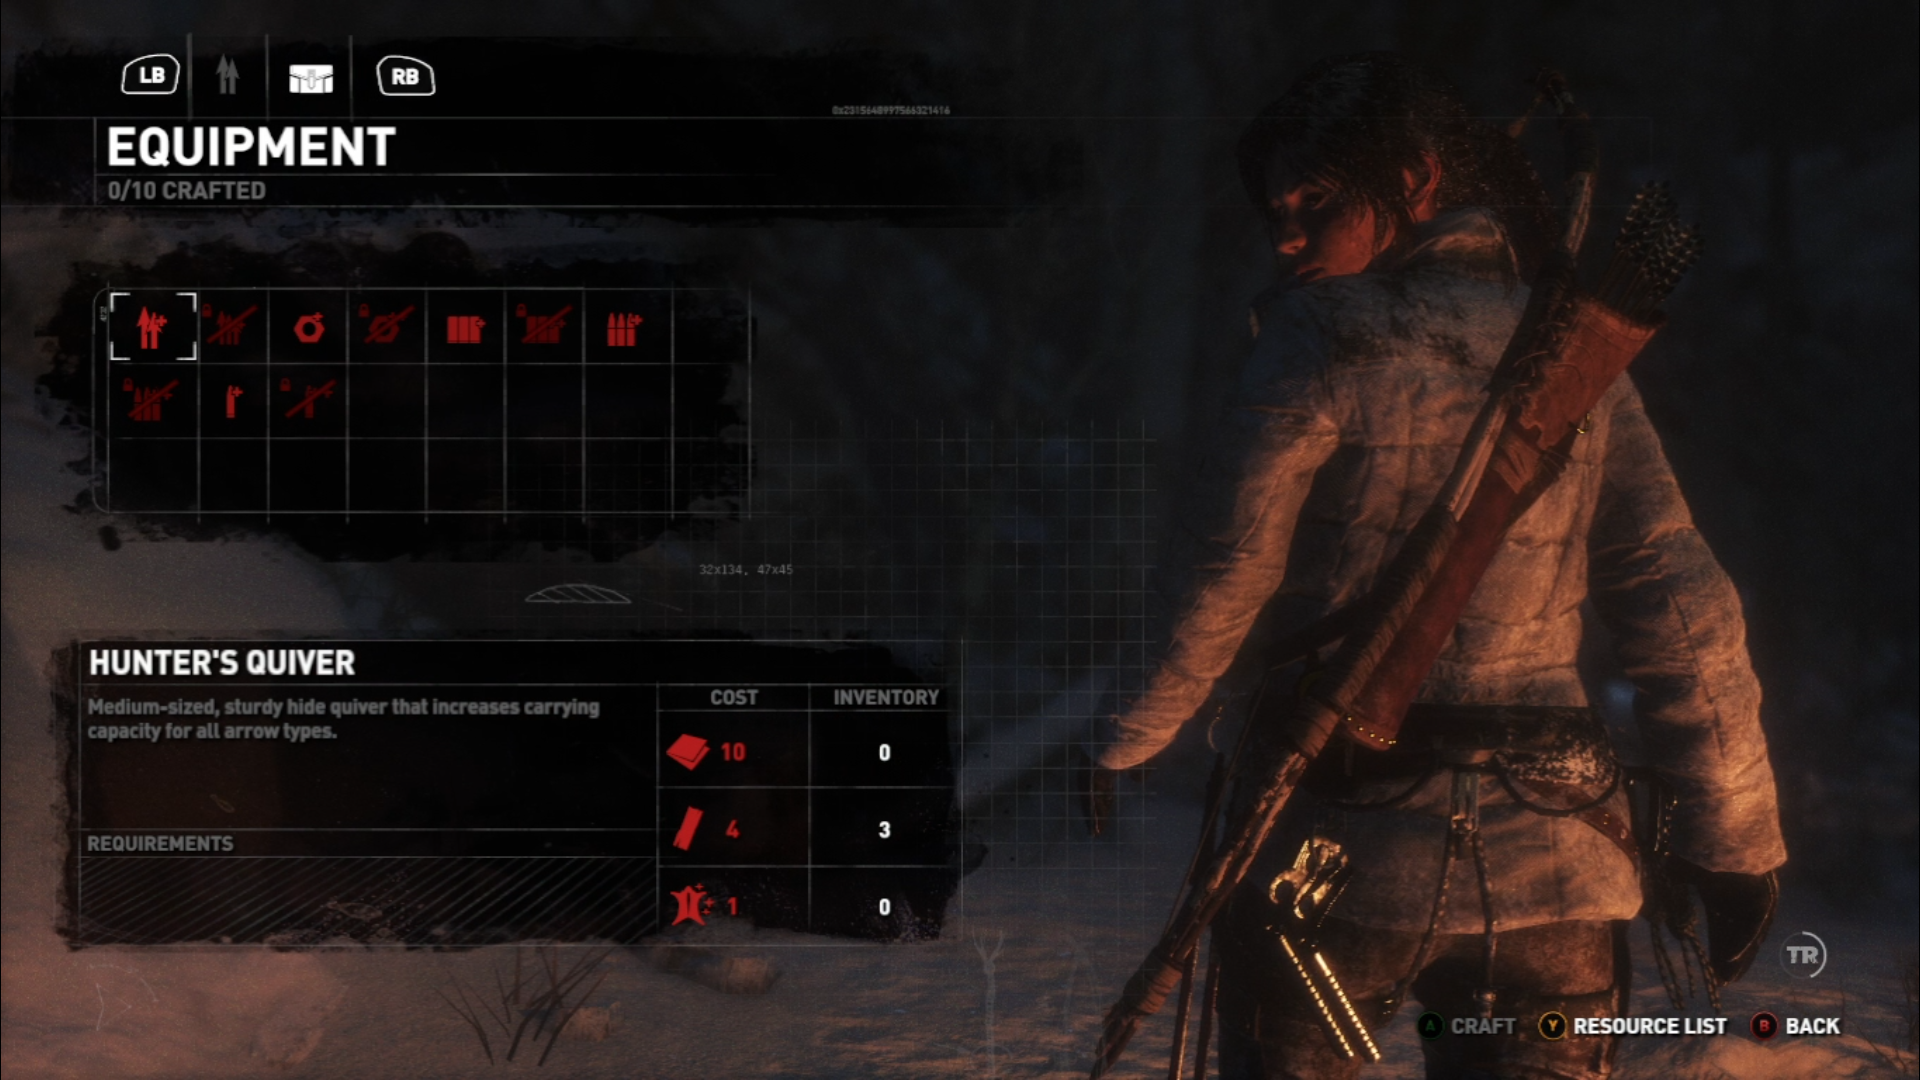 LB
RB
EQUIPMENT
0/10 CRAFTED
32x134, 47x45
HUNTER'S QUIVER
Medium-sized, sturdy hide quiver that increases carrying
capacity for all arrow types.
REQUIREMENTS
COST INVENTORY
10 0
4 3
1 0
TR
A CRAFT Y RESOURCE LIST B BACK